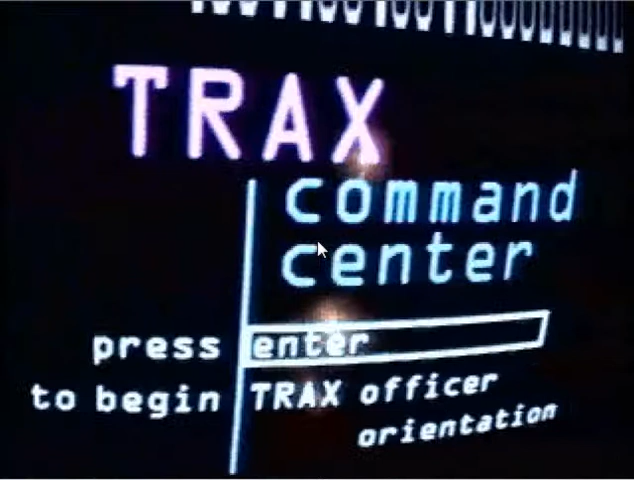 TRAX
command
center
press enter
to begin TRAX officer
orientation